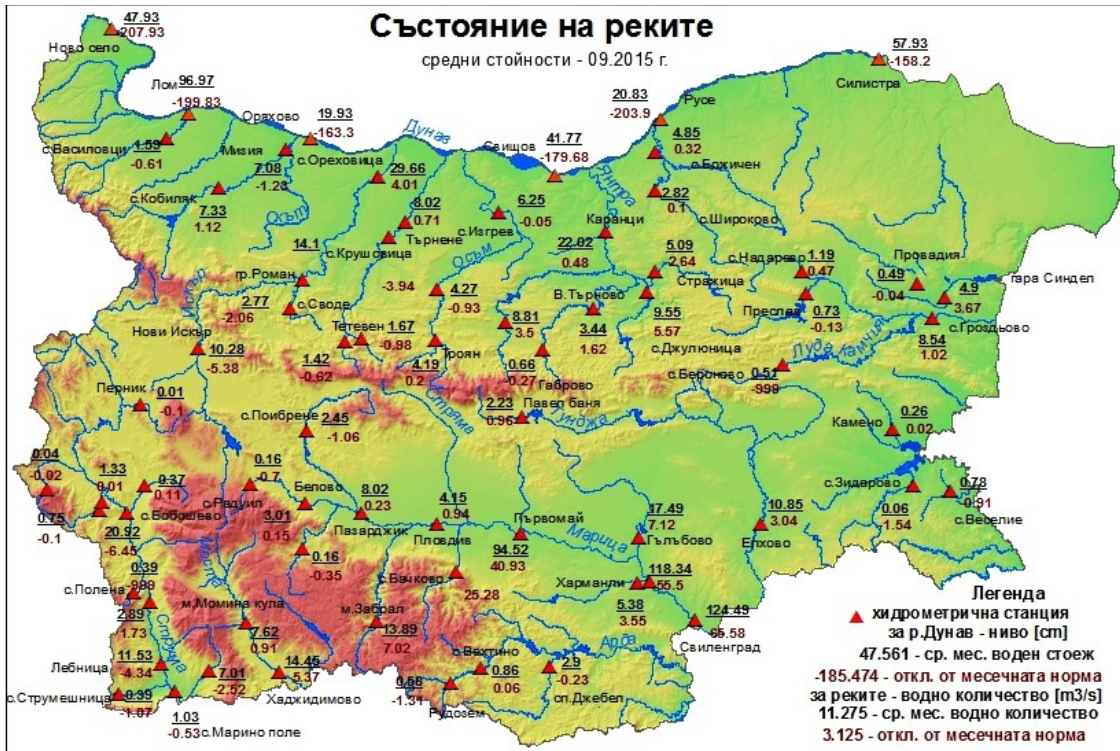 Състояние на реките
средни стойности - 09.2015 г.
47.93
-207.93
Ново село
57.93
-158.2
Силистра
Лом
96.97
-199.83
20.83
-203.9
Русе
Оряхово
19.93
-163.3
Дунав
Свищов
41.77
-179.68
4.85
0.32
с.Божичен
с.Василовци
1.59
-0.61
Мизия
7.08
-1.23
с.Ореховица
29.66
4.01
Янтра
2.82
0.1
с.Широково
с.Кобиляк
7.33
1.12
Огъст
8.02
0.71
Търнене
6.25
-0.05
с.Изгрев
Каранци
22.02
0.48
14.1
с.Крушовица
Осъм
5.09
2.64
Стражица
с.Надарево
1.19
0.47
Провадия
0.49
-0.04
гара Синдел
4.9
3.67
гр.Роман
-3.94
4.27
-0.93
Искър
2.77
-2.06
с.Своде
В.Търново
3.44
1.62
9.55
5.57
с.Джулюница
Преслав
0.73
-0.13
с.Гроздьово
8.54
1.02
Луда Камчия
Нови Искър
10.28
-5.38
Тетевен
1.67
-0.98
1.42
-0.62
Троян
4.19
0.2
8.81
3.5
0.66
-0.27
Габрово
с.Бероново
0.51
-999
Перник
0.01
-0.1
Стряма
2.23
0.96
Павел баня
Тунджа
с.Поибрене
2.45
-1.06
Камено
0.26
0.02
0.04
-0.02
1.33
0.01
0.37
0.11
0.16
-0.7
с.Радуил
Белово
8.02
0.23
Пазарджик
4.15
0.94
Пловдив
Първомай
94.52
40.93
Марица
17.49
7.12
Гълъбово
10.85
3.04
Елхово
с.Зидарово
0.06
-1.54
0.78
-0.91
с.Веселие
0.75
-0.1
с.Бобошево
20.92
-6.45
3.01
0.15
0.16
-0.35
Места
0.39
-999
с.Полена
с.Бачково
25.28
Харманли
118.34
55.5
5.38
3.55
124.49
65.58
Свиленград
2.89
1.73
Струма
м.Момина кула
7.62
0.91
м.Забрал
13.89
7.02
Арда
Лебница
11.53
-4.34
7.01
-2.52
14.45
5.37
Хаджидимово
с.Вехтино
0.86
0.06
2.9
-0.23
сп.Джебел
0.58
-1.31
Рудозем
с.Струмешница
0.39
-1.07
1.03
-0.53
с.Марино поле
Легенда
хидрометрична станция
за р.Дунав - ниво [cm]
47.561 - ср. мес. воден стоеж
-185.474 - откл. от месечната норма
за реките - водно количество [m3/s]
11.275 - ср. мес. водно количество
3.125 - откл. от месечната норма